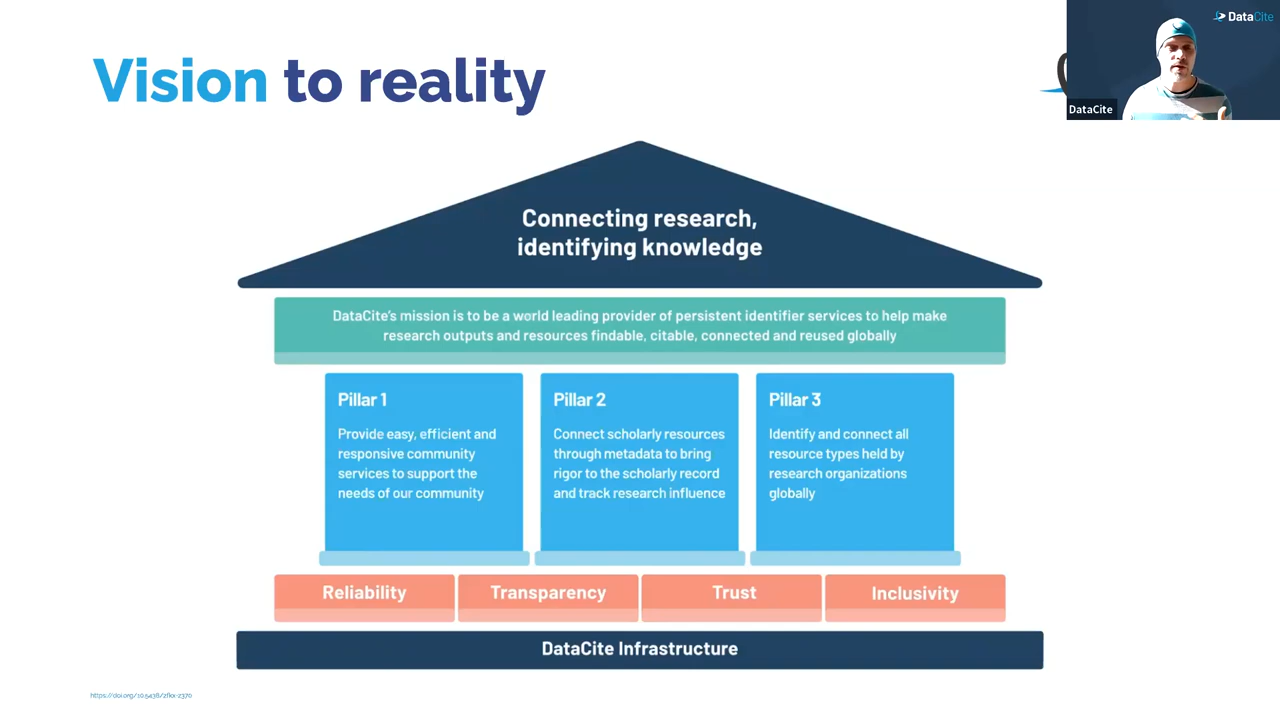 Vision to reality
DataCite
DataCite
Connecting research,
identifying knowledge
DataCite's mission is to be a world leading provider of persistent identifier services to help make
research outputs and resources findable, citable, connected and reused globally
Pillar 1
Provide easy, efficient and
responsive community
services to support the
needs of our community
Pillar 2
Connect scholarly resources
through metadata to bring
rigor to the scholarly record
and track research influence
Pillar 3
Identify and connect all
resource types held by
research organizations
globally
Reliability
Transparency
Trust
Inclusivity
DataCite Infrastructure